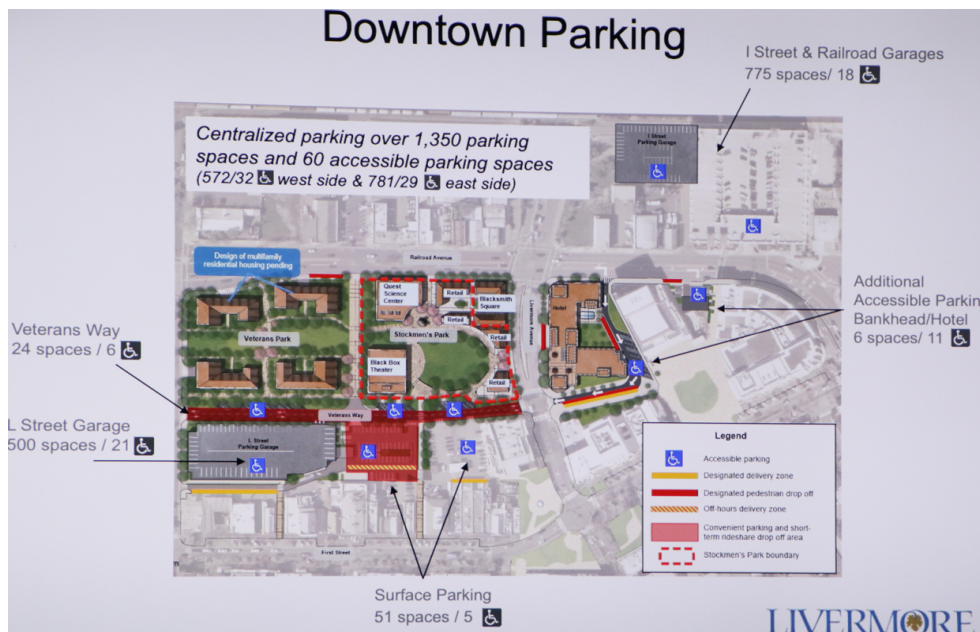 Downtown Parking
I Street & Railroad Garages
775 spaces/ 18
Centralized parking over 1,350 parking
spaces and 60 accessible parking spaces
(572/32 west side & 781/29 east side)
I Street
Parking Garage
Design of multifamily
residential housing pending
Railroad Avenue
Quest
Science
Center
Retail
Blacksmith
Square
Retail
Livermore Avenue
Hotel
Additional
Accessible Parkin
Bankhead/Hotel
6 spaces/ 11
Veterans Way
24 spaces / 6
Veterans Park
Stockmen's Park
Retail
Black Box
Theater
Retail
Veterans Way
L Street Garage
500 spaces / 21
L Street
Parking Garage
Legend
Accessible parking
Designated delivery zone
Designated pedestrian drop off
Off-hours delivery zone
Convenient parking and short-
term rideshare drop off area
Stockmen's Park boundary
First Street
Surface Parking
51 spaces / 5
LIVERMORE